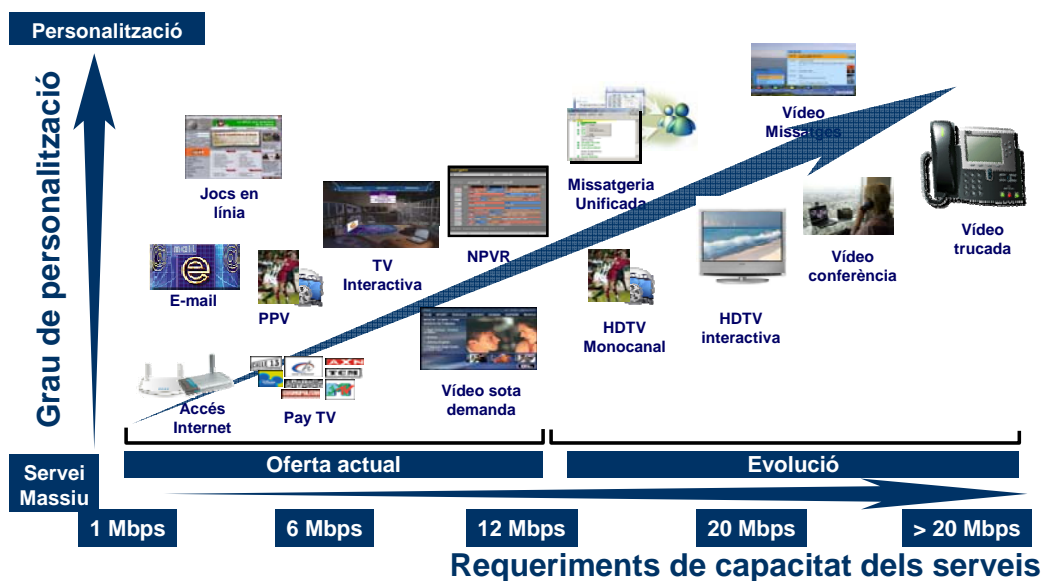 Personalització
Grau de personalització
Vídeo
Missatges
Jocs en
línia
Missatgeria
Unificada
TV
Interactiva
NPVR
Vídeo
conferència
Vídeo
trucada
E-mail
PPV
HDTV
Monocanal
HDTV
interactiva
AXN
TCM
Accés
Internet
Pay TV
Vídeo sota
demanda
Oferta actual
Evolució
Servei
Massiu
1 Mbps
6 Mbps
12 Mbps
20 Mbps
> 20 Mbps
Requeriments de capacitat dels serveis